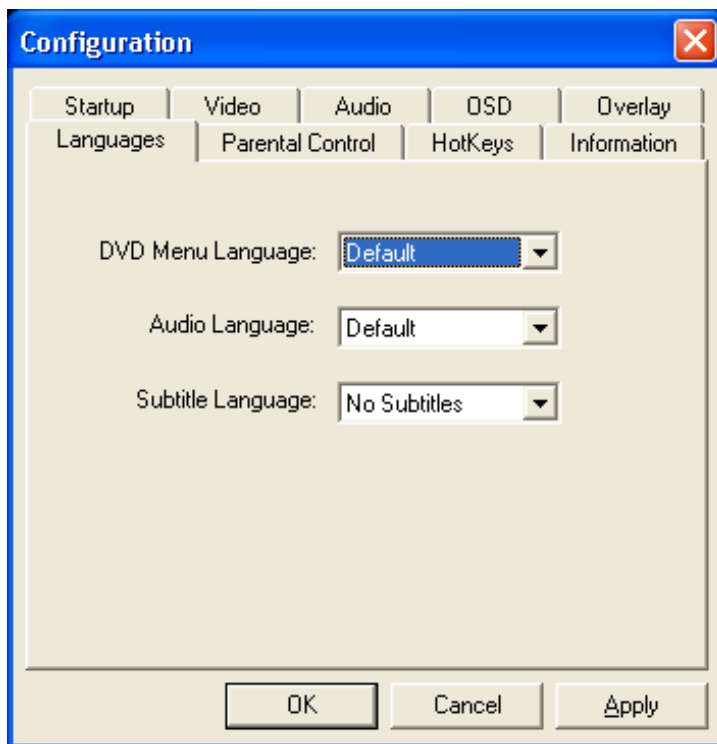 Configuration
Startup Video Audio OSD Overlay
Languages Parental Control HotKeys Information
DVD Menu Language: Default
Audio Language: Default
Subtitle Language: No Subtitles
OK Cancel Apply